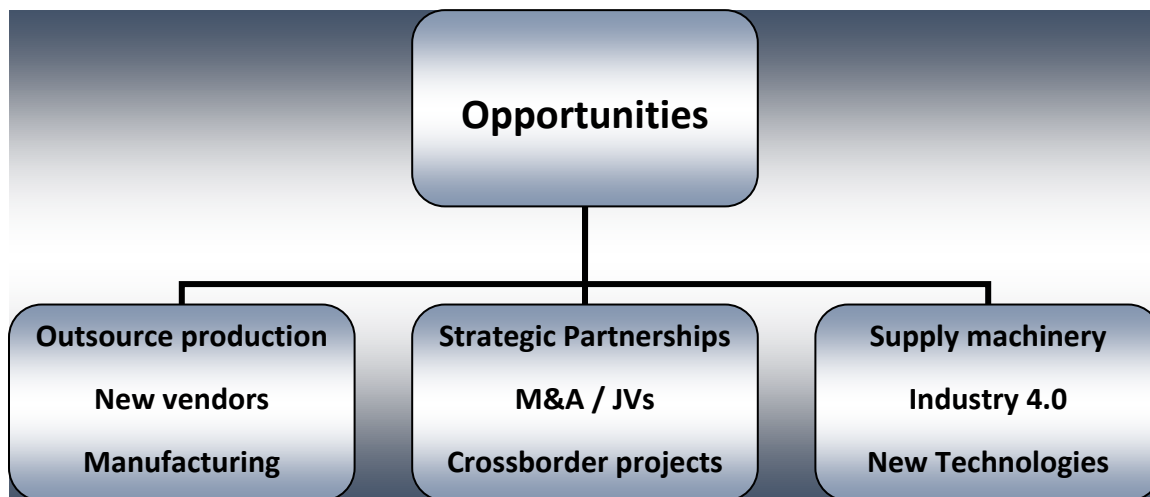 Opportunities
Outsource production
New vendors
Manufacturing
Strategic Partnerships
M&A / JVs
Crossborder projects
Supply machinery
Industry 4.0
New Technologies